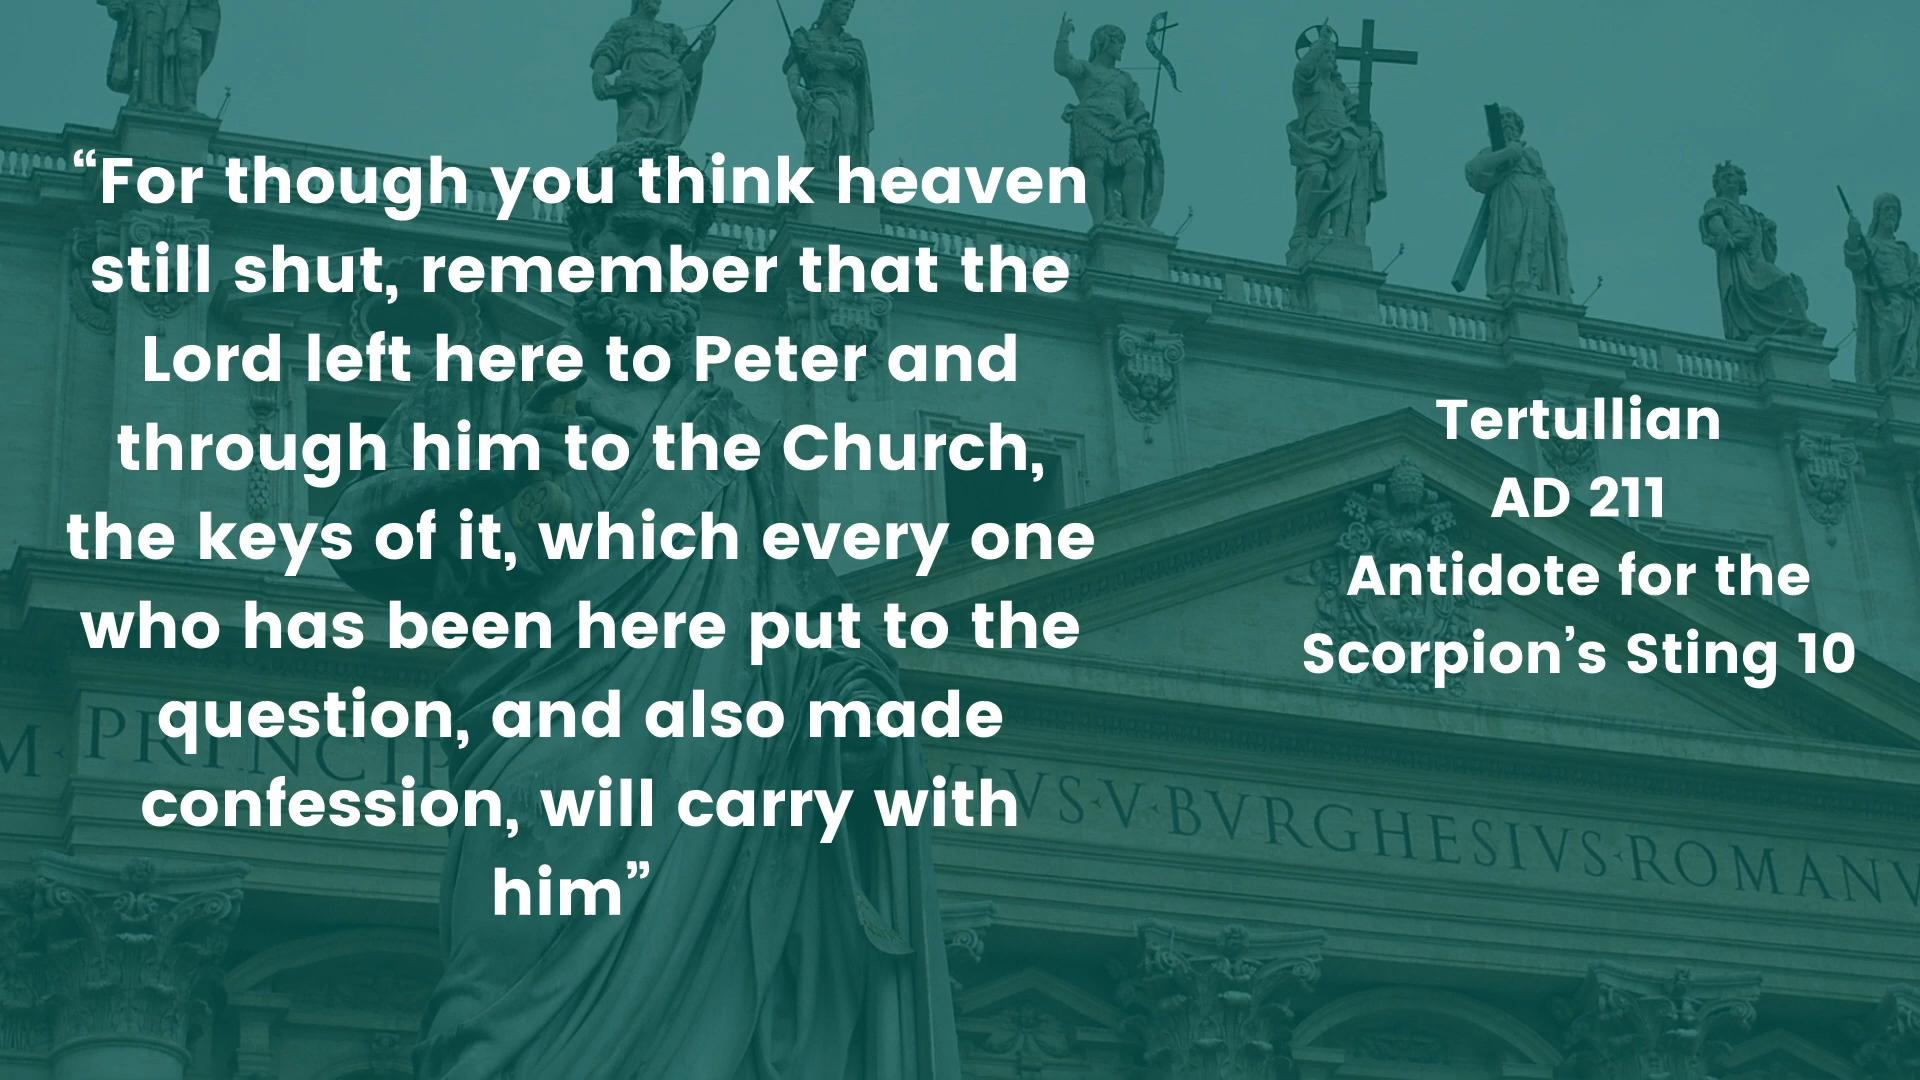 “For though you think heaven
still shut, remember that the
Lord left here to Peter and
through him to the Church,
the keys of it, which every one
who has been here put to the
question, and also made
confession, will carry with
him”
Tertullian
AD 211
Antidote for the
Scorpion’s Sting 10
M · PRINCIP
VS · V · BVRGHESIVS · ROMANV